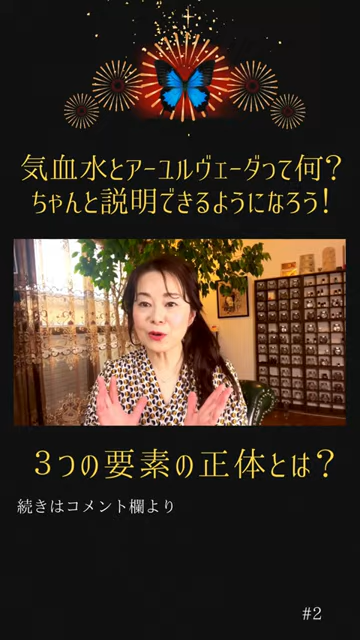 気血水とアーユルヴェーダって何？
ちゃんと説明できるようになろう！
３つの要素の正体とは？
続きはコメント欄より
#2